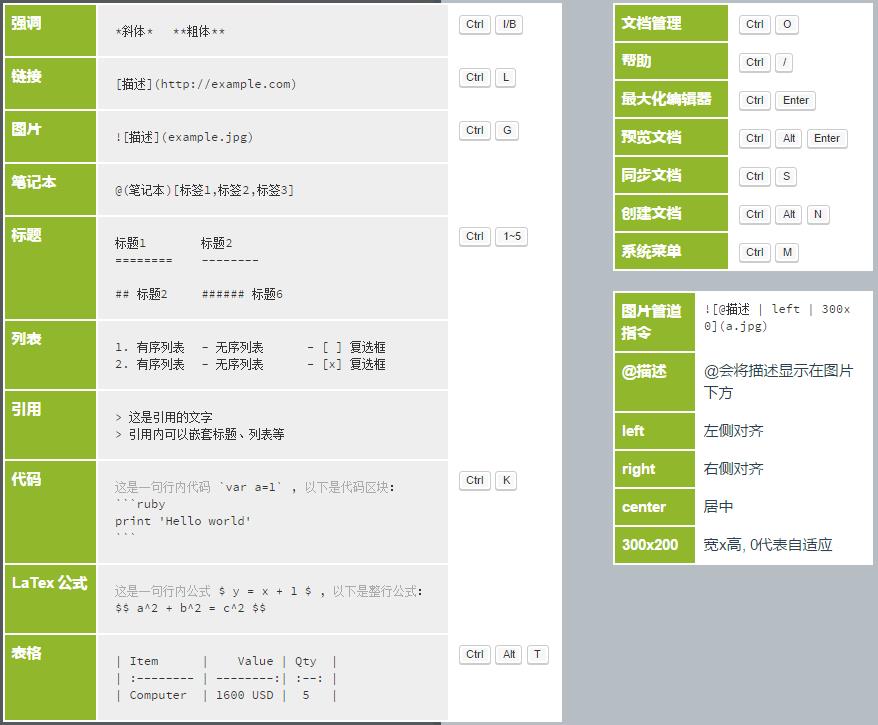 强调
*斜体*   **粗体**
Ctrl I/B
链接
[描述](http://example.com)
Ctrl L
图片
![描述](example.jpg)
Ctrl G
笔记本
@(笔记本)[标签1,标签2,标签3]
标题
标题1        标题2
========    --------
## 标题2     ###### 标题6
Ctrl 1~5
列表
1. 有序列表  - 无序列表      - [ ] 复选框
2. 有序列表  - 无序列表      - [x] 复选框
引用
> 这是引用的文字
> 引用内可以嵌套标题、列表等
代码
这是一句行内代码 `var a=1` , 以下是代码区块:
```ruby
print 'Hello world'
```
Ctrl K
LaTex 公式
这是一句行内公式 $ y = x + 1 $ , 以下是整行公式:
$$ a^2 + b^2 = c^2 $$
表格
| Item      |    Value | Qty  |
| :-------- | --------:| :--: |
| Computer  | 1600 USD |  5   |
Ctrl Alt T
文档管理 Ctrl O
帮助 Ctrl /
最大化编辑器 Ctrl Enter
预览文档 Ctrl Alt Enter
同步文档 Ctrl S
创建文档 Ctrl Alt N
系统菜单 Ctrl M
图片管道
指令
![@描述 | left | 300x
0](a.jpg)
@描述
@会将描述显示在图片
下方
left 左侧对齐
right 右侧对齐
center 居中
300x200 宽x高, 0代表自适应